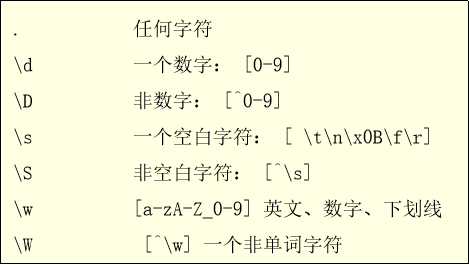 . 任何字符
\d 一个数字: [0-9]
\D 非数字: [^0-9]
\s 一个空白字符: [ \t\n\x0B\f\r]
\S 非空白字符: [^\s]
\w [a-zA-Z_0-9] 英文、数字、下划线
\W [^\w] 一个非单词字符